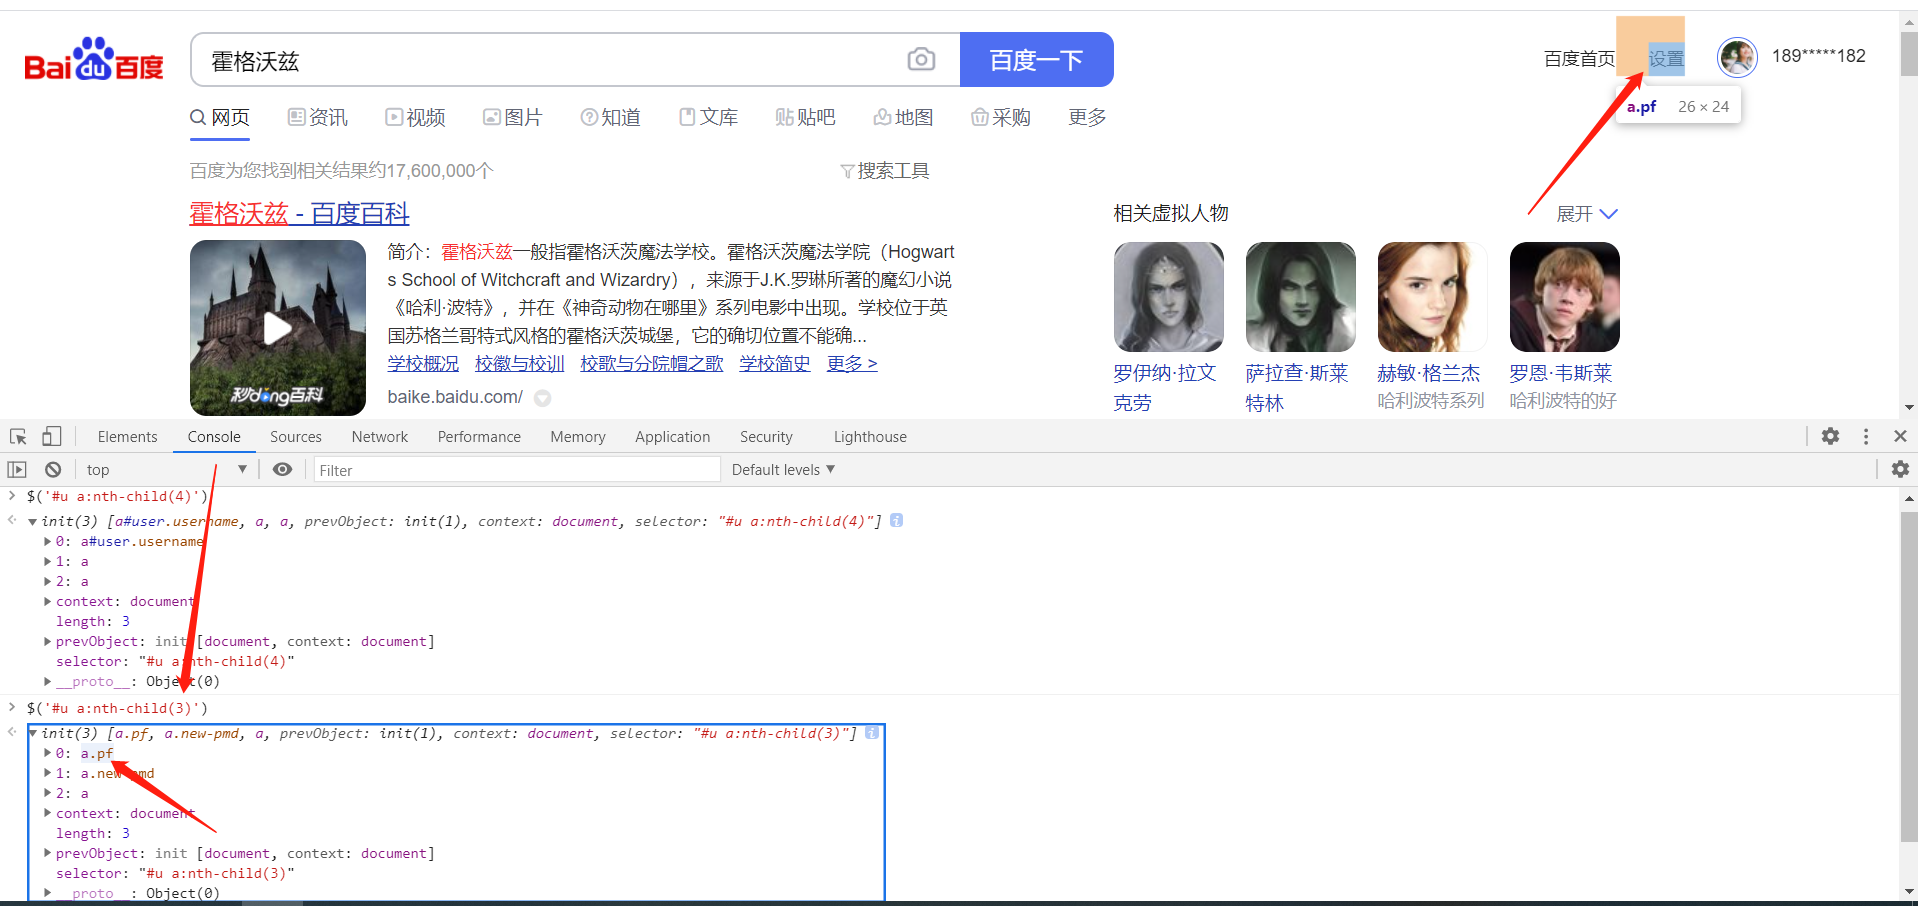 Bai du 百度
霍格沃兹
百度一下
百度首页 设置 189*****182
a.pf 26 × 24
网页 资讯 视频 图片 知道 文库 贴吧 地图 采购 更多
百度为您找到相关结果约17,600,000个 搜索工具
霍格沃兹 - 百度百科
简介：霍格沃兹一般指霍格沃茨魔法学校。霍格沃茨魔法学院（Hogwart
s School of Witchcraft and Wizardry），来源于J.K.罗琳所著的魔幻小说
《哈利·波特》，并在《神奇动物在哪里》系列电影中出现。学校位于英
国苏格兰哥特式风格的霍格沃茨城堡，它的确切位置不能确...
学校概况 校徽与校训 校歌与分院帽之歌 学校简史 更多 >
baike.baidu.com/
秒dong百科
相关虚拟人物 展开
罗伊纳·拉文
克劳
萨拉查·斯莱
特林
赫敏·格兰杰
哈利波特系列
罗恩·韦斯莱
哈利波特的好
Elements Console Sources Network Performance Memory Application Security Lighthouse
top Filter Default levels
$('#u a:nth-child(4)')
init(3) [a#user.username, a, a, prevObject: init(1), context: document, selector: "#u a:nth-child(4)"]
0: a#user.username
1: a
2: a
context: document
length: 3
prevObject: init [document, context: document]
selector: "#u a:nth-child(4)"
__proto__: Object(0)
$('#u a:nth-child(3)')
init(3) [a.pf, a.new-pmd, a, prevObject: init(1), context: document, selector: "#u a:nth-child(3)"]
0: a.pf
1: a.new-pmd
2: a
context: document
length: 3
prevObject: init [document, context: document]
selector: "#u a:nth-child(3)"
__proto__: Object(0)